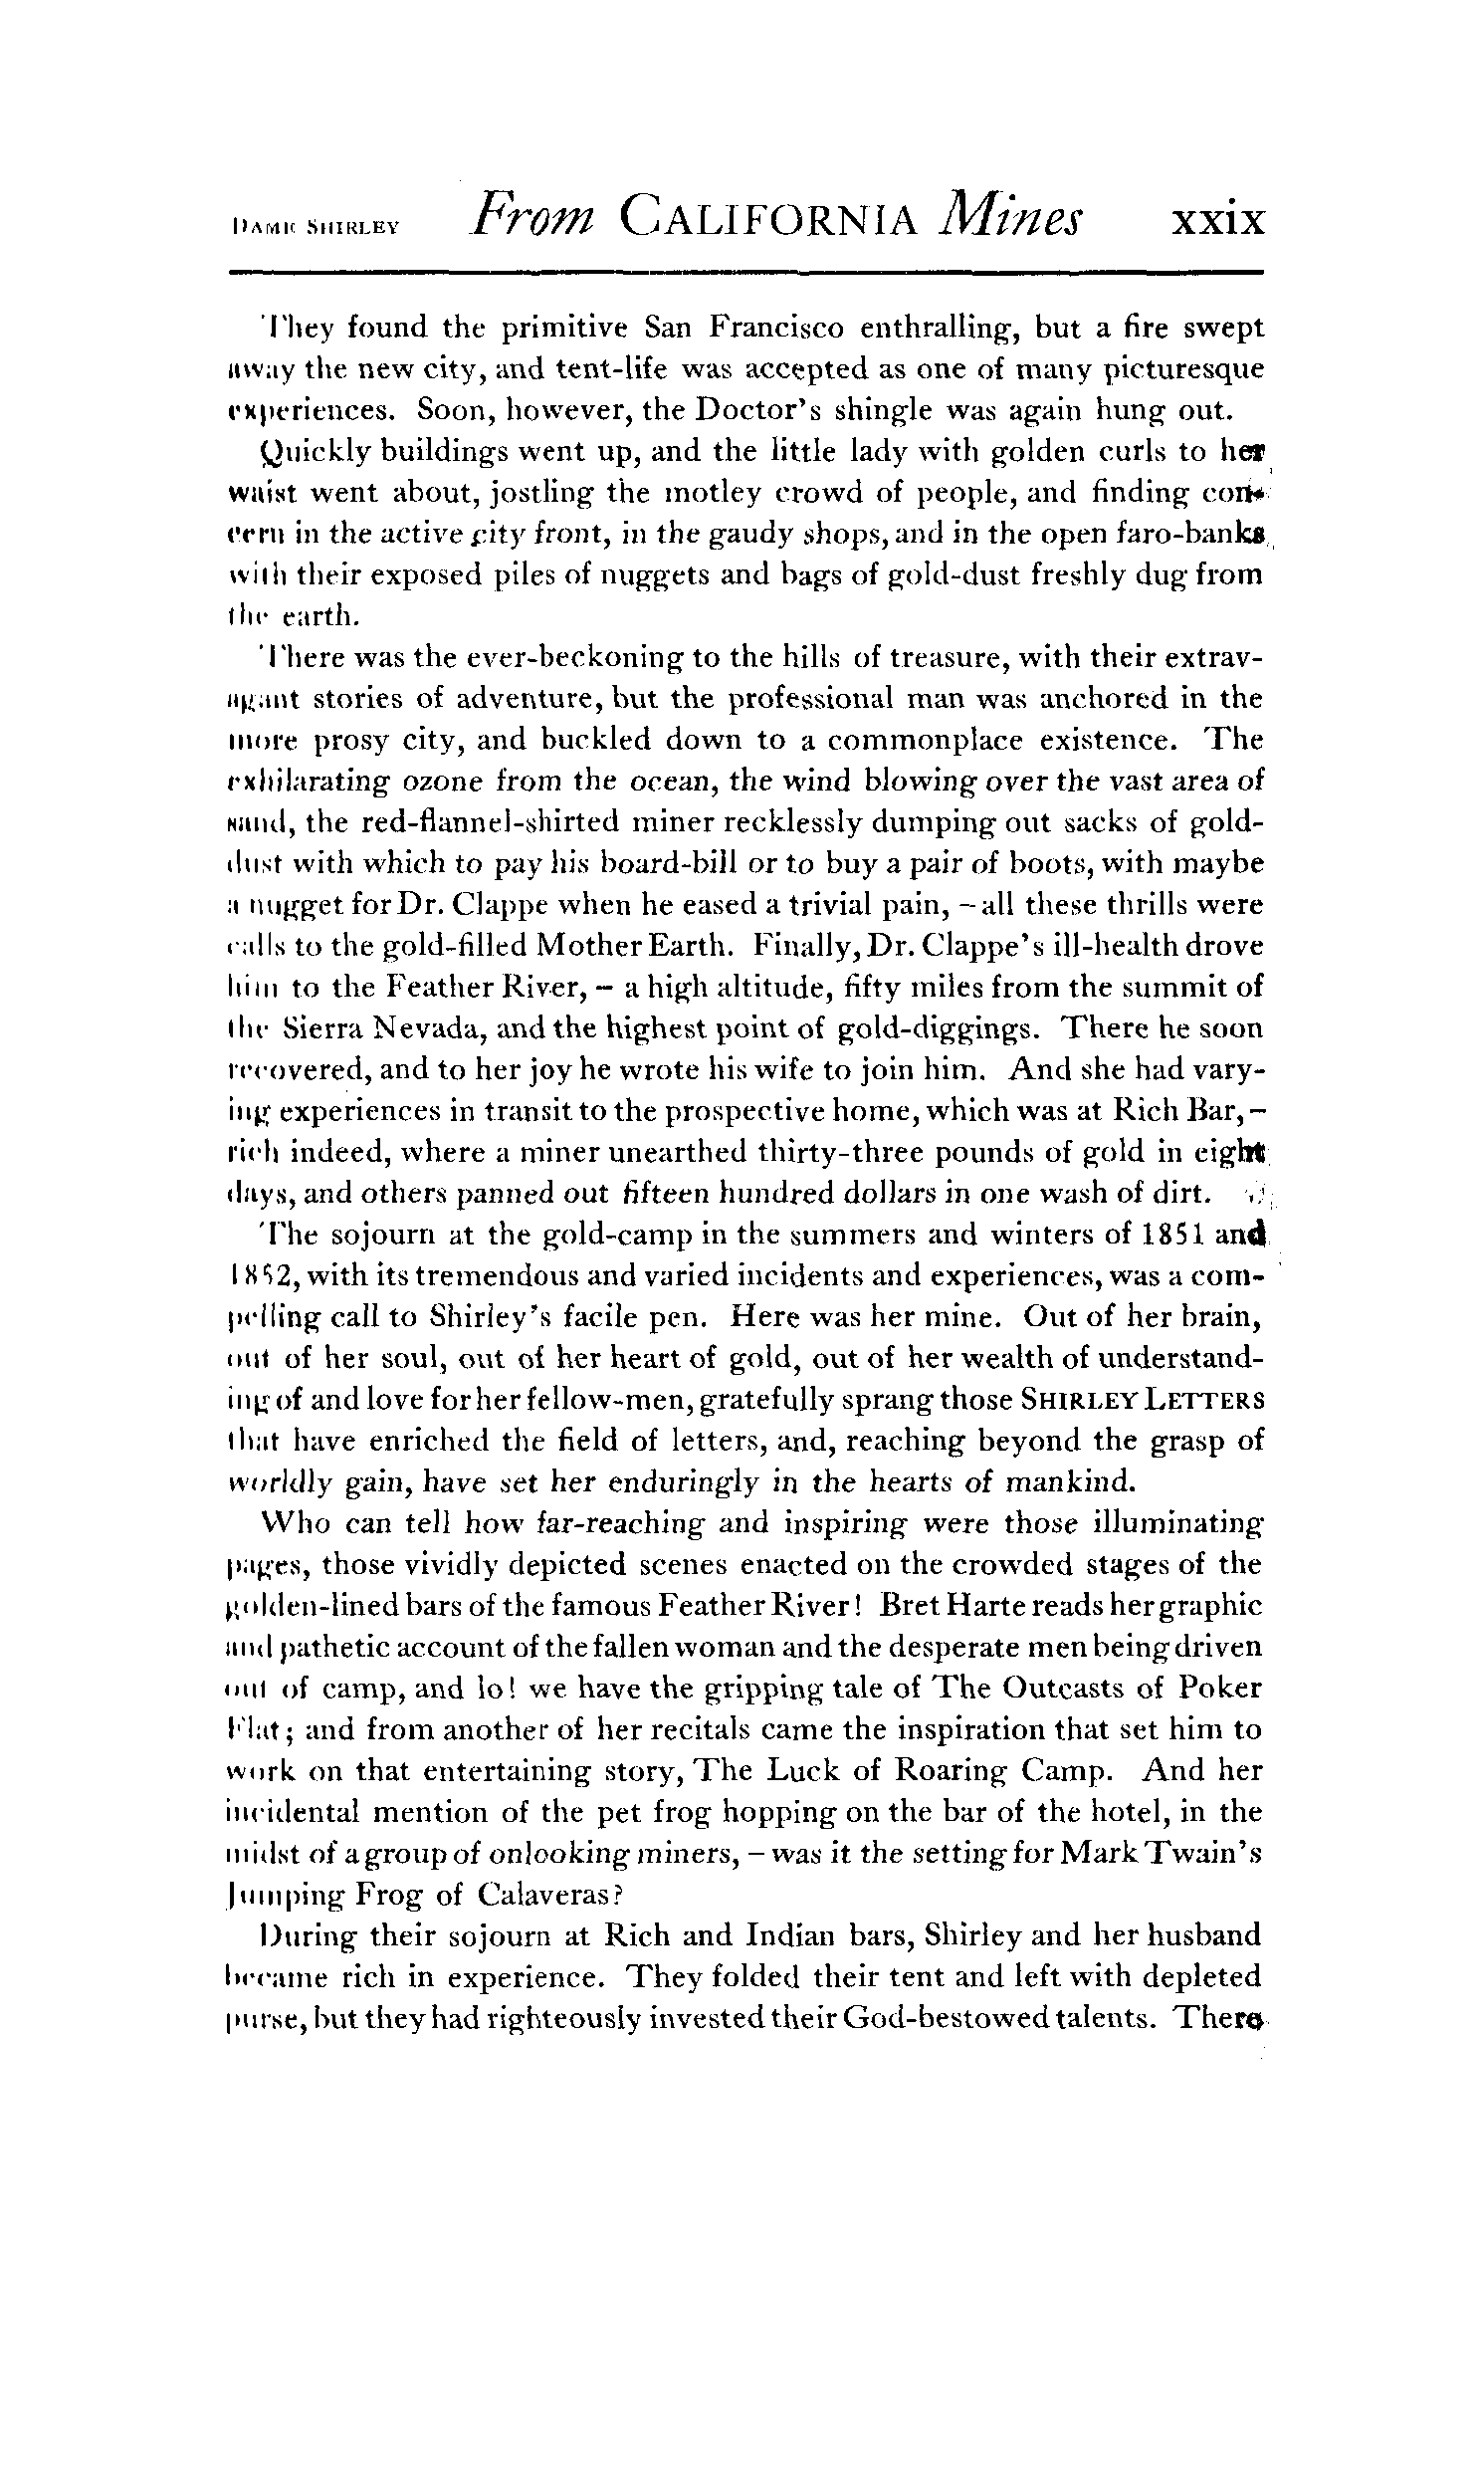 DAME SHIRLEY From CALIFORNIA Mines xxix
They found the primitive San Francisco enthralling, but a fire swept
away the new city, and tent-life was accepted as one of many picturesque
experiences. Soon, however, the Doctor's shingle was again hung out.
Quickly buildings went up, and the little lady with golden curls to her
waist went about, jostling the motley crowd of people, and finding con-
cern in the active city front, in the gaudy shops, and in the open faro-banks
with their exposed piles of nuggets and bags of gold-dust freshly dug from
the earth.
There was the ever-beckoning to the hills of treasure, with their extrav-
agant stories of adventure, but the professional man was anchored in the
more prosy city, and buckled down to a commonplace existence. The
exhilarating ozone from the ocean, the wind blowing over the vast area of
sand, the red-flannel-shirted miner recklessly dumping out sacks of gold-
dust with which to pay his board-bill or to buy a pair of boots, with maybe
a nugget for Dr. Clappe when he eased a trivial pain, – all these thrills were
calls to the gold-filled Mother Earth. Finally, Dr. Clappe's ill-health drove
him to the Feather River, – a high altitude, fifty miles from the summit of
the Sierra Nevada, and the highest point of gold-diggings. There he soon
recovered, and to her joy he wrote his wife to join him. And she had vary-
ing experiences in transit to the prospective home, which was at Rich Bar, –
rich indeed, where a miner unearthed thirty-three pounds of gold in eight
days, and others panned out fifteen hundred dollars in one wash of dirt.
The sojourn at the gold-camp in the summers and winters of 1851 and
1852, with its tremendous and varied incidents and experiences, was a com-
pelling call to Shirley's facile pen. Here was her mine. Out of her brain,
out of her soul, out of her heart of gold, out of her wealth of understand-
ing of and love for her fellow-men, gratefully sprang those SHIRLEY LETTERS
that have enriched the field of letters, and, reaching beyond the grasp of
worldly gain, have set her enduringly in the hearts of mankind.
Who can tell how far-reaching and inspiring were those illuminating
pages, those vividly depicted scenes enacted on the crowded stages of the
golden-lined bars of the famous Feather River! Bret Harte reads her graphic
and pathetic account of the fallen woman and the desperate men being driven
out of camp, and lo! we have the gripping tale of The Outcasts of Poker
Flat; and from another of her recitals came the inspiration that set him to
work on that entertaining story, The Luck of Roaring Camp. And her
incidental mention of the pet frog hopping on the bar of the hotel, in the
midst of a group of onlooking miners, – was it the setting for Mark Twain's
Jumping Frog of Calaveras?
During their sojourn at Rich and Indian bars, Shirley and her husband
became rich in experience. They folded their tent and left with depleted
purse, but they had righteously invested their God-bestowed talents. There